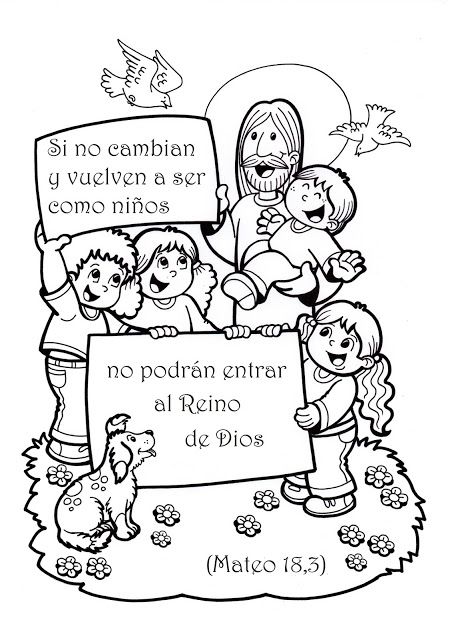 Si no cambian
y vuelven a ser
como niños
no podrán entrar
al Reino
de Dios
(Mateo 18,3)